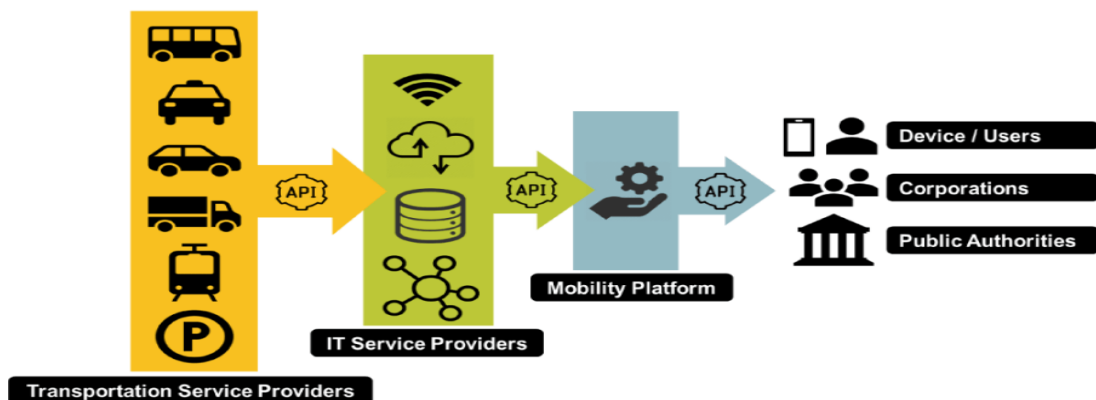 API
API
API
P
Device / Users
Corporations
Public Authorities
Mobility Platform
IT Service Providers
Transportation Service Providers